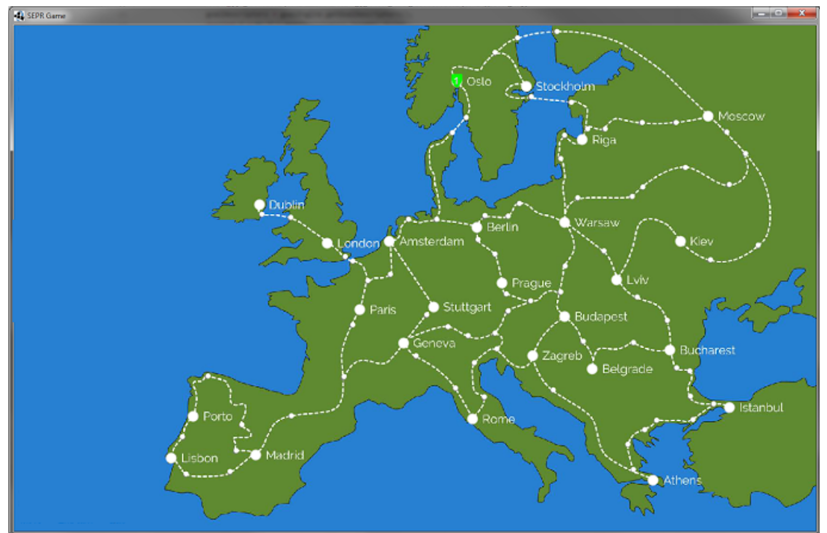 SEPR Game
1
Oslo
Stockholm
Moscow
Riga
Dublin
London
Amsterdam
Berlin
Warsaw
Kiev
Paris
Stuttgart
Prague
Lviv
Geneva
Budapest
Zagreb
Belgrade
Bucharest
Porto
Rome
Istanbul
Lisbon
Madrid
Athens